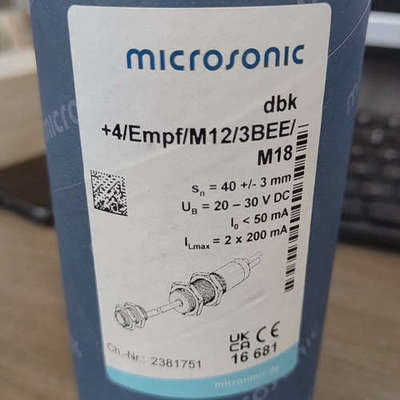 microsonic
dbk
+4/Empf/M12/3BEE/
M18
sn = 40 +/- 3 mm
UB = 20 – 30 V DC
I0 < 50 mA
ILmax = 2 x 200 mA
Ch.-Nr.: 2381751
UK CA CE
16 681
microsonic.de